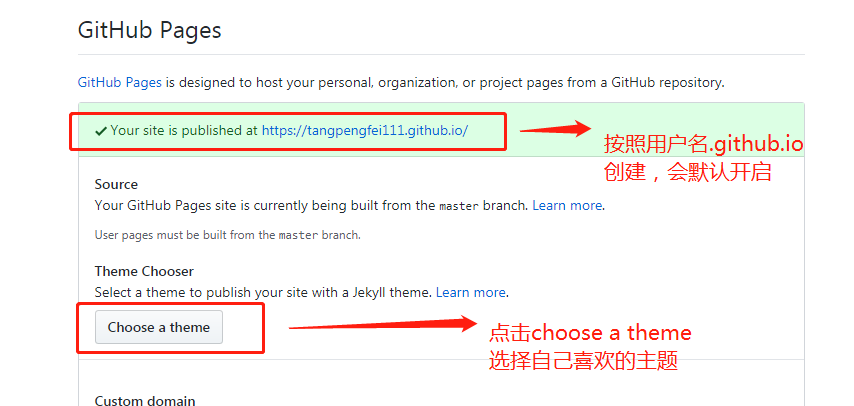 GitHub Pages
GitHub Pages is designed to host your personal, organization, or project pages from a GitHub repository.
✓ Your site is published at https://tangpengfei111.github.io/
按照用户名.github.io
创建，会默认开启
Source
Your GitHub Pages site is currently being built from the master branch. Learn more.
User pages must be built from the master branch.
Theme Chooser
Select a theme to publish your site with a Jekyll theme. Learn more.
Choose a theme
点击choose a theme
选择自己喜欢的主题
Custom domain